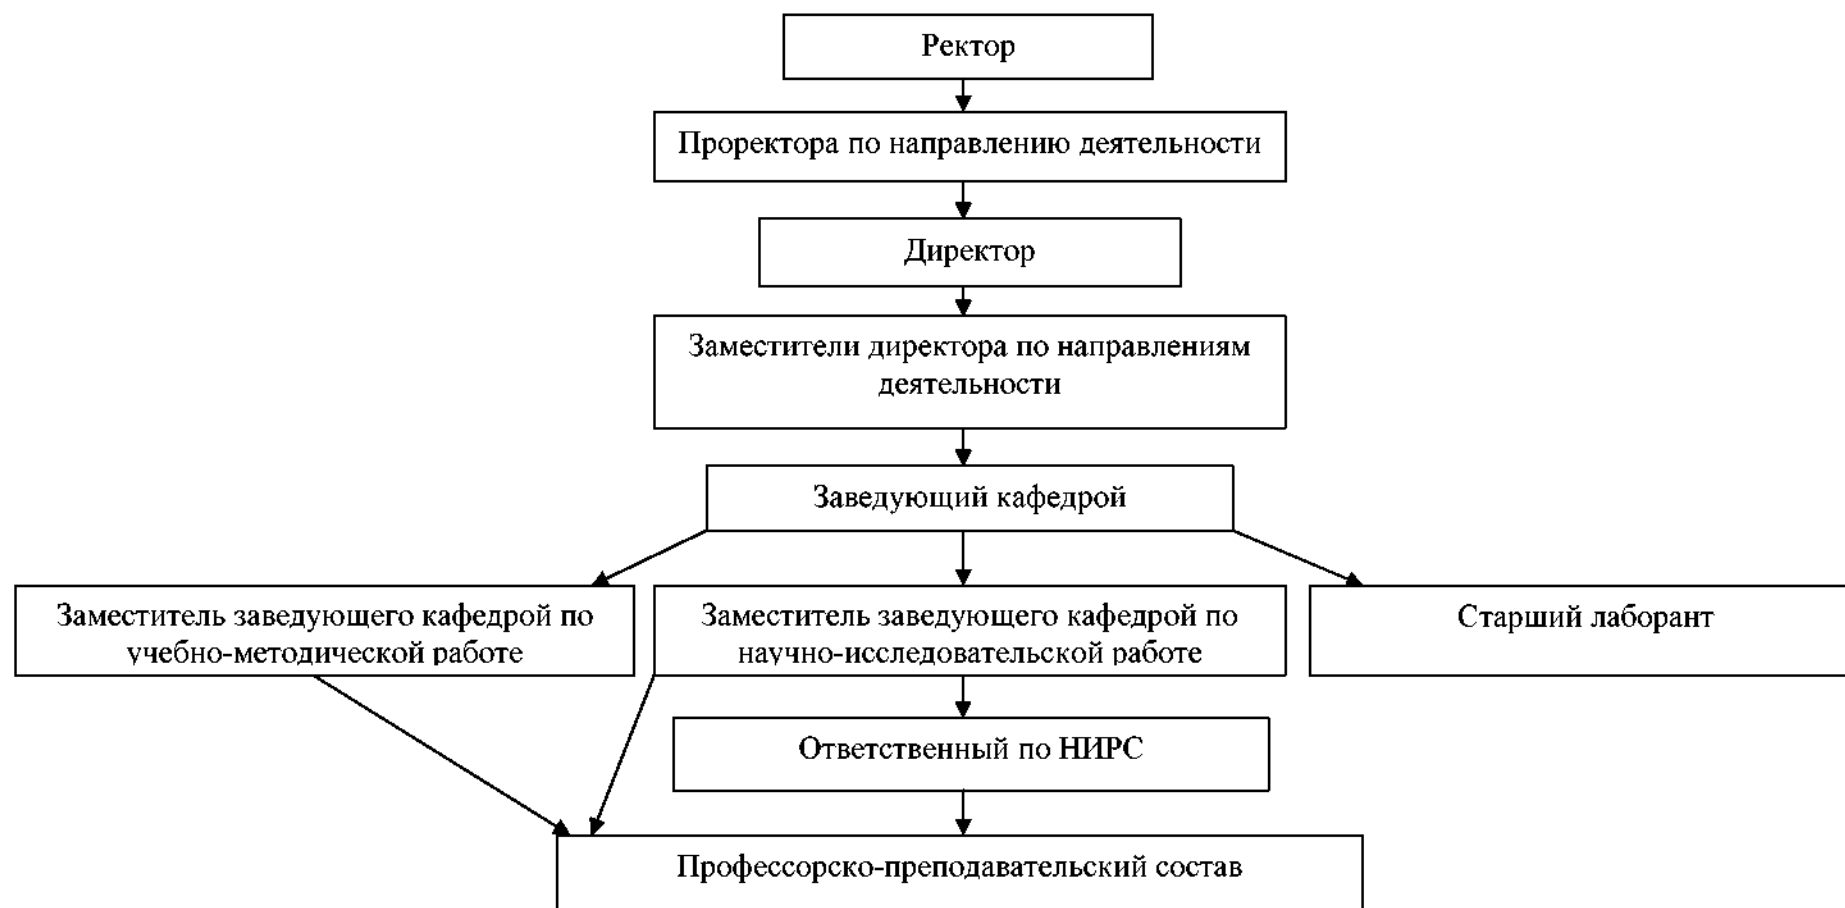 Ректор
Проректора по направлению деятельности
Директор
Заместители директора по направлениям
деятельности
Заведующий кафедрой
Заместитель заведующего кафедрой по
учебно-методической работе
Заместитель заведующего кафедрой по
научно-исследовательской работе
Старший лаборант
Ответственный по НИРС
Профессорско-преподавательский состав